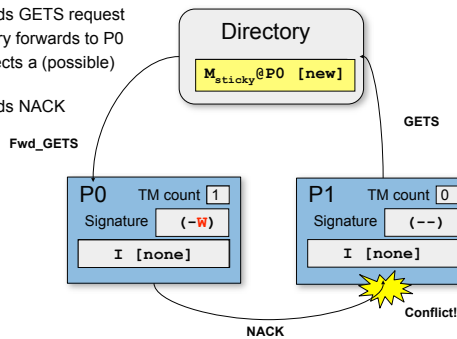 ds GETS request
ry forwards to P0
ects a (possible)
ds NACK
Directory
Msticky@P0 [new]
GETS
Fwd_GETS
P0 TM count 1
Signature (-W)
I [none]
P1 TM count 0
Signature (--)
I [none]
Conflict!
NACK